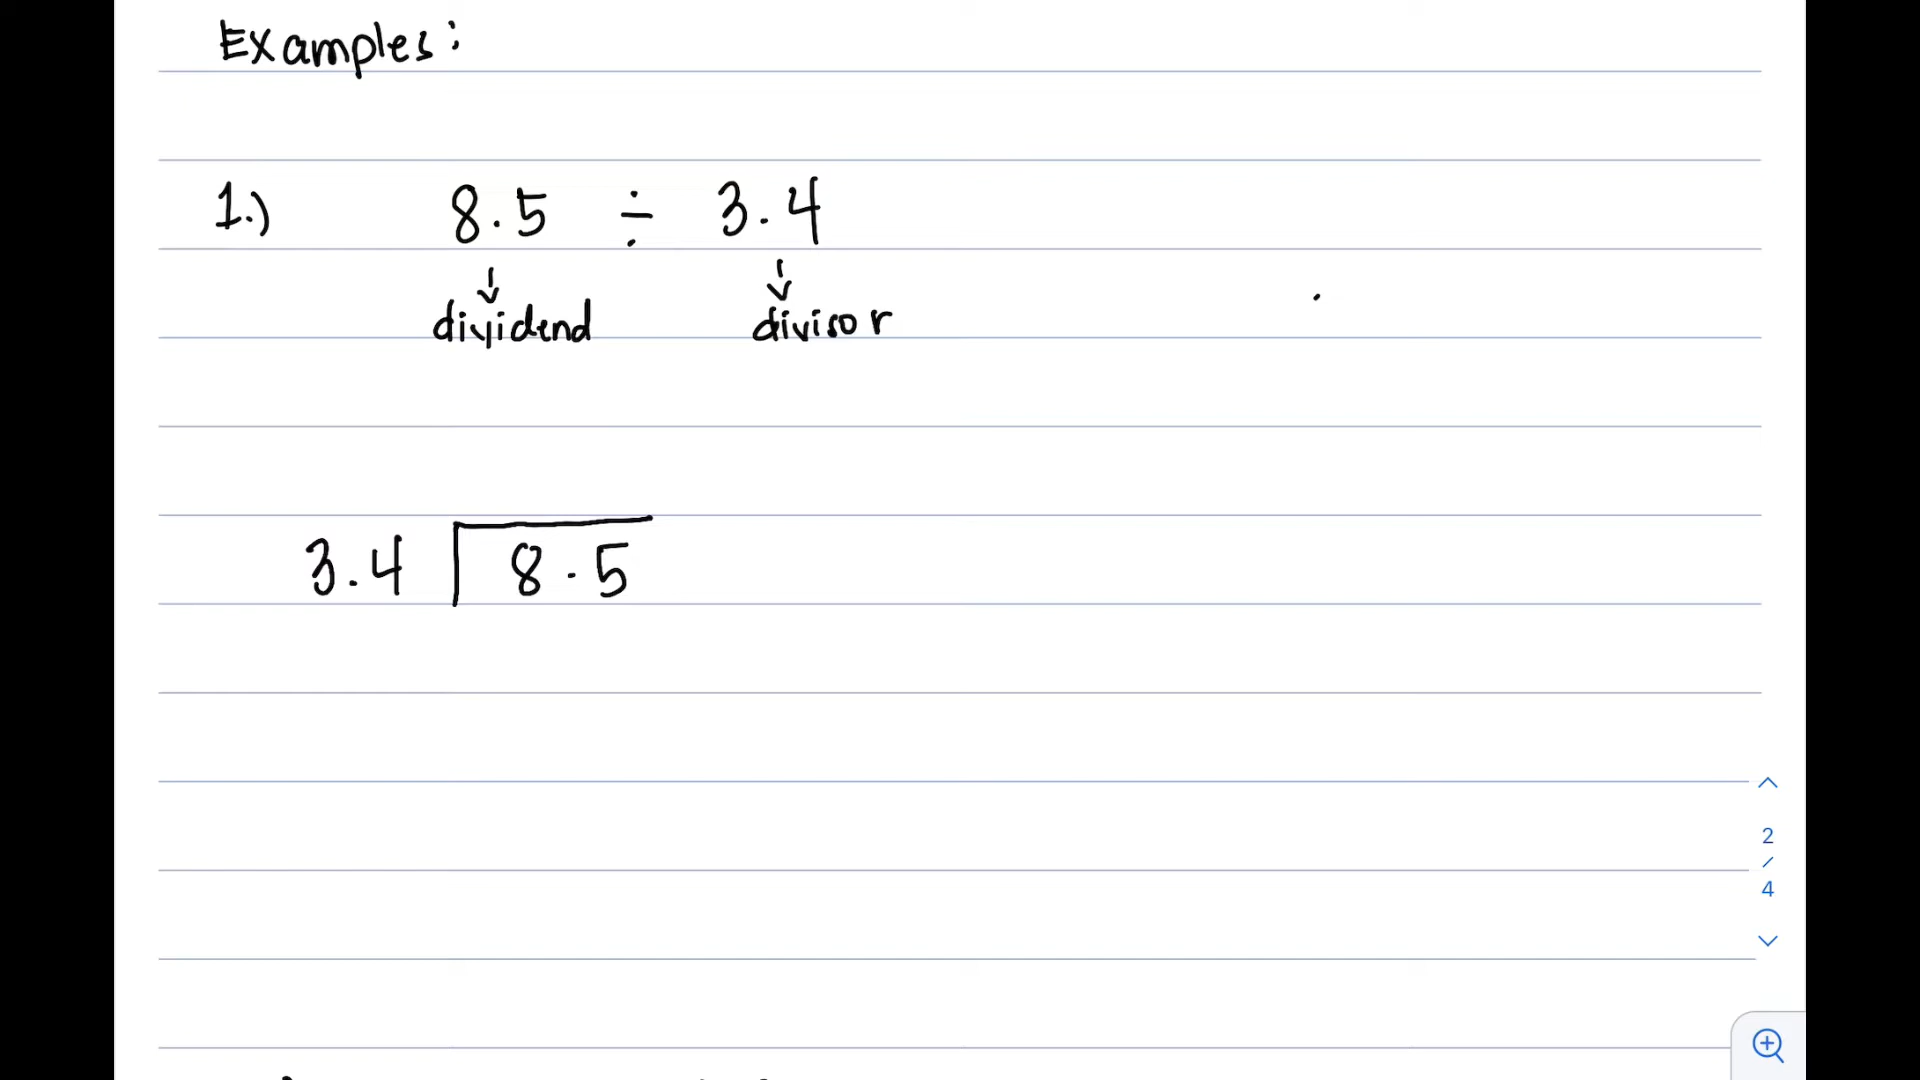 Examples:
1.) 8.5 ÷ 3.4
dividend divisor
3.4 8.5
2
/
4